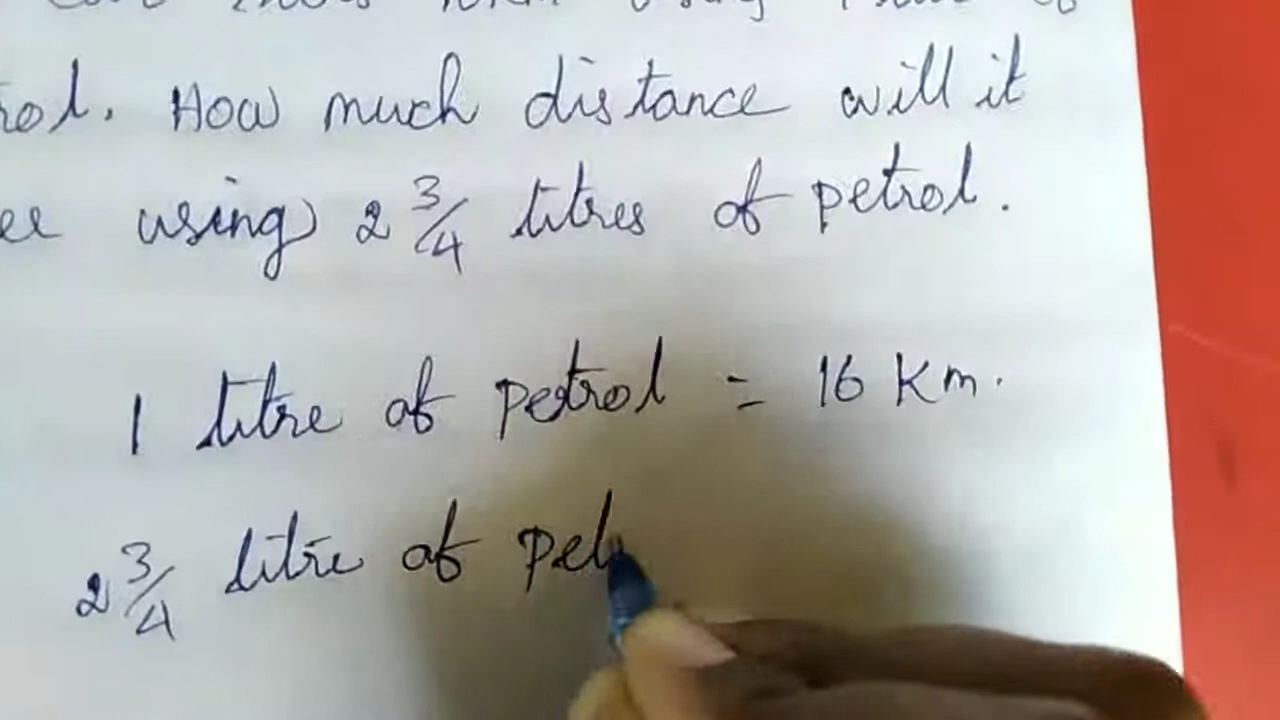 rol. How much distance will it
using 2 3/4 litres of petrol.
1 litre of petrol = 16 Km.
2 3/4 litre of pet